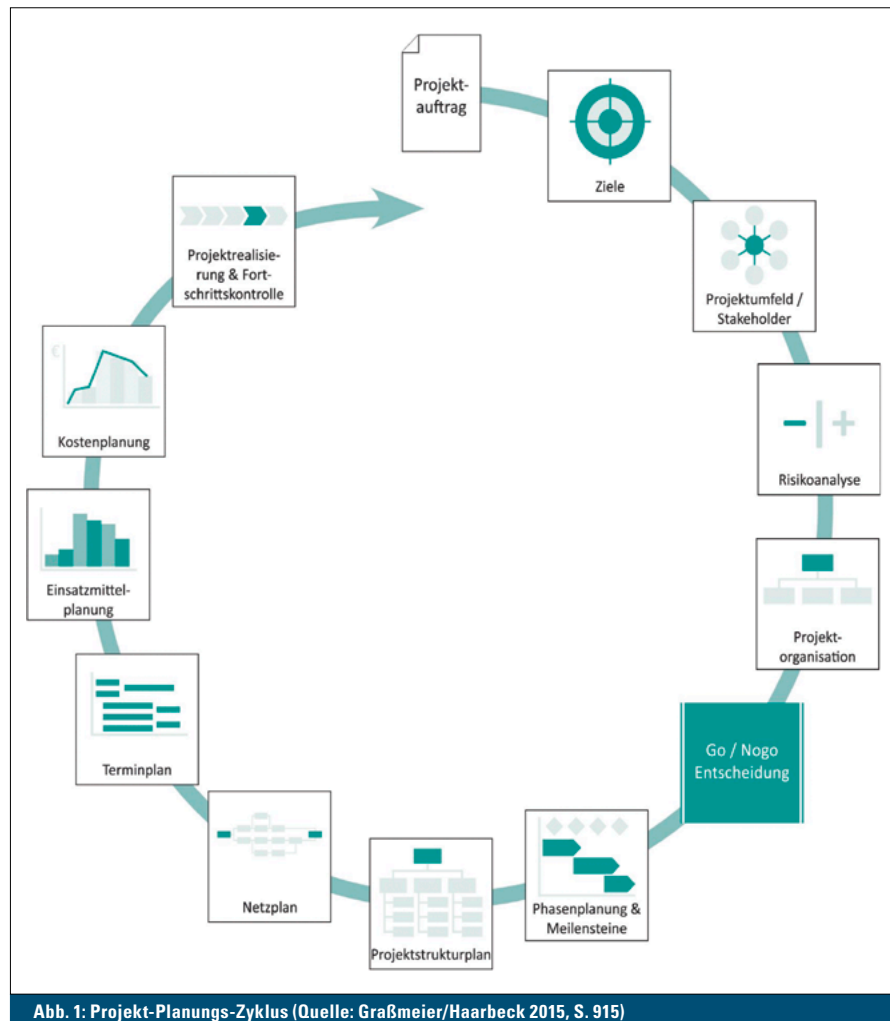 Projekt-
auftrag
Ziele
Projektumfeld /
Stakeholder
Risikoanalyse
Projekt-
organisation
Go / Nogo
Entscheidung
Phasenplanung &
Meilensteine
Projektstrukturplan
Netzplan
Terminplan
Einsatzmittel-
planung
€
Kostenplanung
Projektrealisie-
rung & Fort-
schrittskontrolle
Abb. 1: Projekt-Planungs-Zyklus (Quelle: Graßmeier/Haarbeck 2015, S. 915)